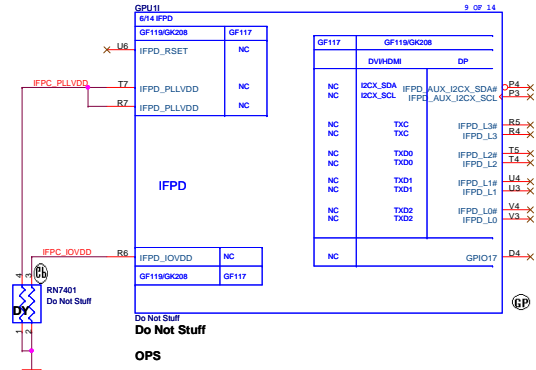 GPU1I 9 OF 14
6/14 IFPD
GF119/GK208 GF117
U6 IFPD_RSET NC
GF117 GF119/GK208
DVI/HDMI DP
IFPC_PLLVDD T7 IFPD_PLLVDD NC
R7 IFPD_PLLVDD NC
NC I2CX_SDA IFPD_AUX_I2CX_SDA# P4
NC I2CX_SCL IFPD_AUX_I2CX_SCL P3
NC TXC IFPD_L3# R5
NC TXC IFPD_L3 R4
NC TXD0 IFPD_L2# T5
NC TXD0 IFPD_L2 T4
NC TXD1 IFPD_L1# U4
NC TXD1 IFPD_L1 U3
IFPD
NC TXD2 IFPD_L0# V4
NC TXD2 IFPD_L0 V3
IFPC_IOVDD R6 IFPD_IOVDD NC
NC GPIO17 D4
GF119/GK208 GF117
4 3
RN7401
Do Not Stuff
DY
1 2
GP
Do Not Stuff
Do Not Stuff
OPS